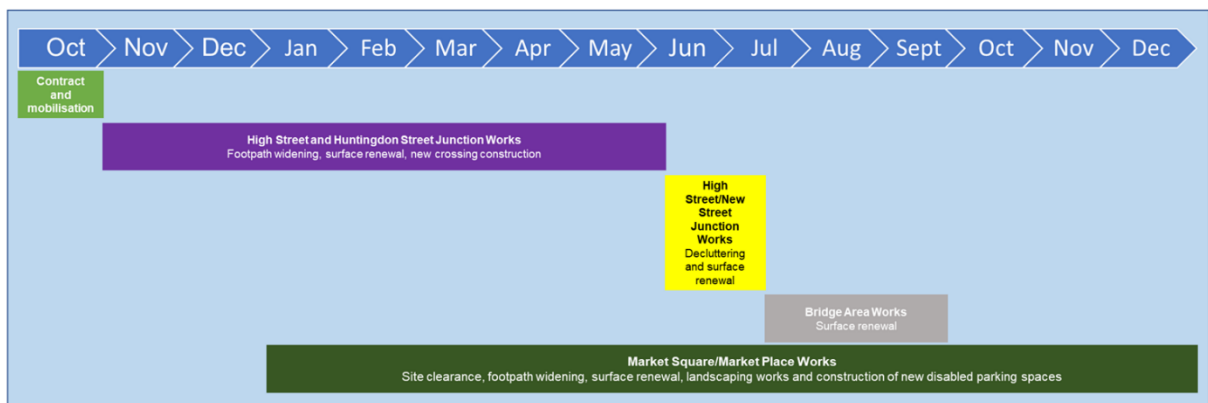 Oct Nov Dec Jan Feb Mar Apr May Jun Jul Aug Sept Oct Nov Dec
Contract
and
mobilisation
High Street and Huntingdon Street Junction Works
Footpath widening, surface renewal, new crossing construction
High
Street/New
Street
Junction
Works
Decluttering
and surface
renewal
Bridge Area Works
Surface renewal
Market Square/Market Place Works
Site clearance, footpath widening, surface renewal, landscaping works and construction of new disabled parking spaces